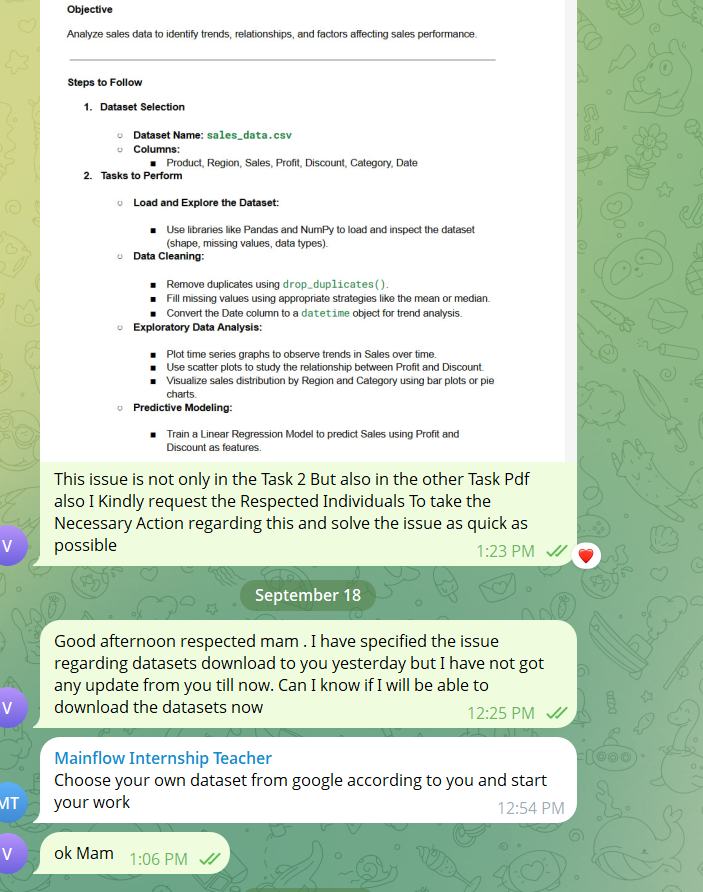 Objective
Analyze sales data to identify trends, relationships, and factors affecting sales performance.
Steps to Follow
1. Dataset Selection
○ Dataset Name: sales_data.csv
○ Columns:
■ Product, Region, Sales, Profit, Discount, Category, Date
2. Tasks to Perform
○ Load and Explore the Dataset:
■ Use libraries like Pandas and NumPy to load and inspect the dataset
(shape, missing values, data types).
○ Data Cleaning:
■ Remove duplicates using drop_duplicates().
■ Fill missing values using appropriate strategies like the mean or median.
■ Convert the Date column to a datetime object for trend analysis.
○ Exploratory Data Analysis:
■ Plot time series graphs to observe trends in Sales over time.
■ Use scatter plots to study the relationship between Profit and Discount.
■ Visualize sales distribution by Region and Category using bar plots or pie
charts.
○ Predictive Modeling:
■ Train a Linear Regression Model to predict Sales using Profit and
Discount as features.
This issue is not only in the Task 2 But also in the other Task Pdf
also I Kindly request the Respected Individuals To take the
Necessary Action regarding this and solve the issue as quick as
possible
1:23 PM
V
September 18
Good afternoon respected mam . I have specified the issue
regarding datasets download to you yesterday but I have not got
any update from you till now. Can I know if I will be able to
download the datasets now
12:25 PM
V
Mainflow Internship Teacher
Choose your own dataset from google according to you and start
your work
12:54 PM
MT
ok Mam 1:06 PM
V